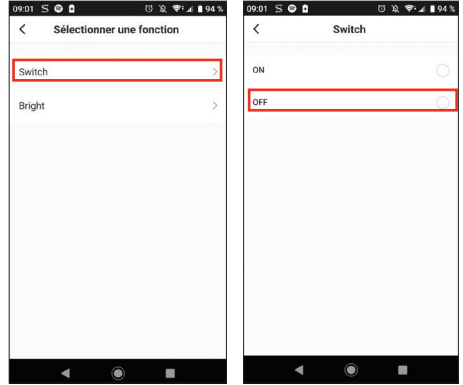 09:01 S 94 %
Sélectionner une fonction
Switch
Bright
09:01 S 94 %
Switch
ON
OFF